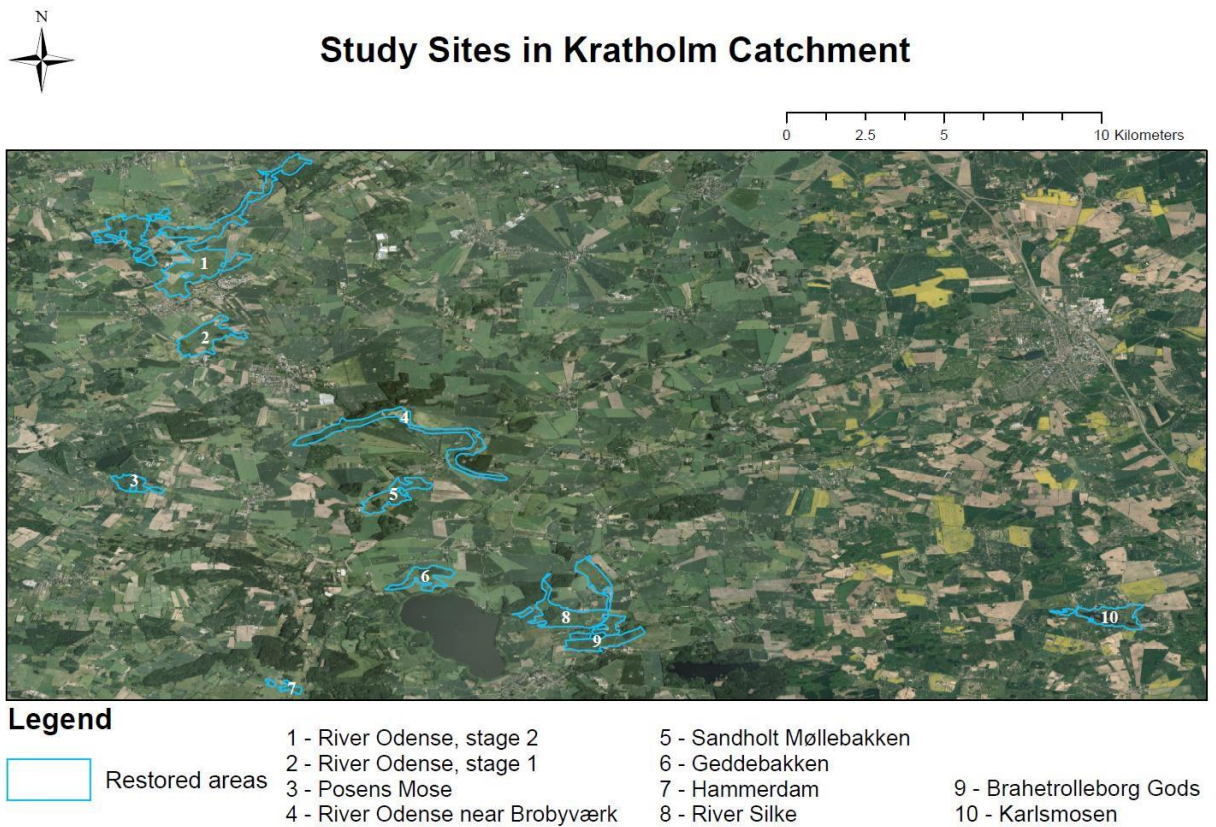 N
Study Sites in Kratholm Catchment
0 2.5 5 10 Kilometers
1
2
4
3
5
6
8
10
9
7
Legend
Restored areas
1 - River Odense, stage 2
2 - River Odense, stage 1
3 - Posens Mose
4 - River Odense near Brobyværk
5 - Sandholt Møllebakken
6 - Geddebakken
7 - Hammerdam
8 - River Silke
9 - Brahetrolleborg Gods
10 - Karlsmosen